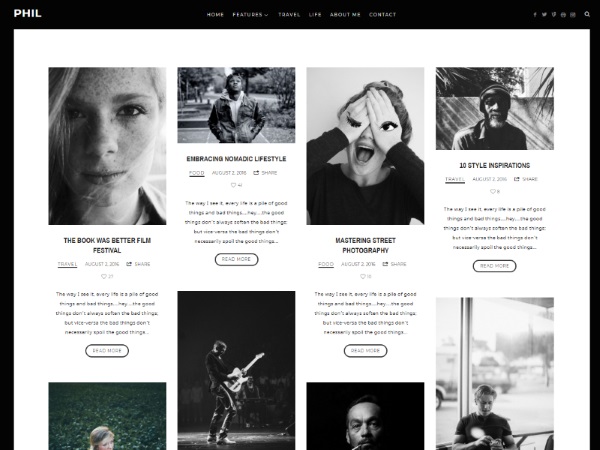 PHIL
HOME FEATURES TRAVEL LIFE ABOUT ME CONTACT
THE BOOK WAS BETTER FILM
FESTIVAL
TRAVEL AUGUST 2, 2016 SHARE
The way I see it, every life is a pile of good
things and bad things....hey....the good
things don't always soften the bad things;
but vice-versa the bad things don't
necessarily spoil the good things...
READ MORE
EMBRACING NOMADIC LIFESTYLE
FOOD AUGUST 2, 2016 SHARE
The way I see it, every life is a pile of good
things and bad things....hey....the good
things don't always soften the bad things;
but vice-versa the bad things don't
necessarily spoil the good things...
READ MORE
MASTERING STREET
PHOTOGRAPHY
FOOD AUGUST 2, 2016 SHARE
The way I see it, every life is a pile of good
things and bad things....hey....the good
things don't always soften the bad things;
but vice-versa the bad things don't
necessarily spoil the good things...
READ MORE
10 STYLE INSPIRATIONS
TRAVEL AUGUST 2, 2016 SHARE
The way I see it, every life is a pile of good
things and bad things....hey....the good
things don't always soften the bad things;
but vice-versa the bad things don't
necessarily spoil the good things...
READ MORE